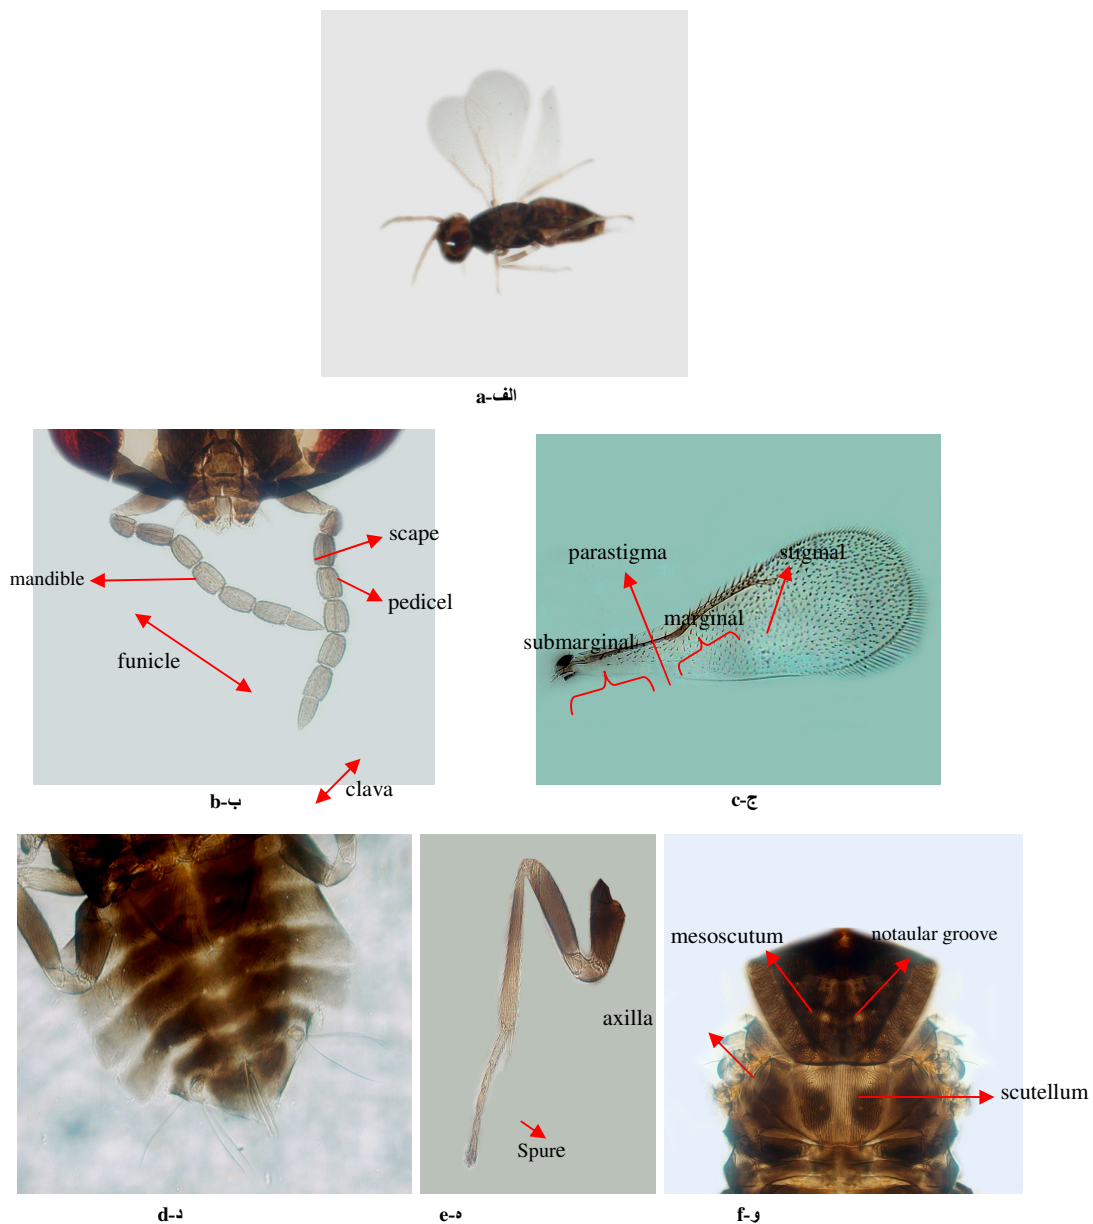 a-الف
scape
mandible
pedicel
funicle
clava
b-ب
parastigma
stigmal
marginal
submarginal
c-ج
mesoscutum
notaular groove
axilla
scutellum
Spure
d-د
e-ه
f-و